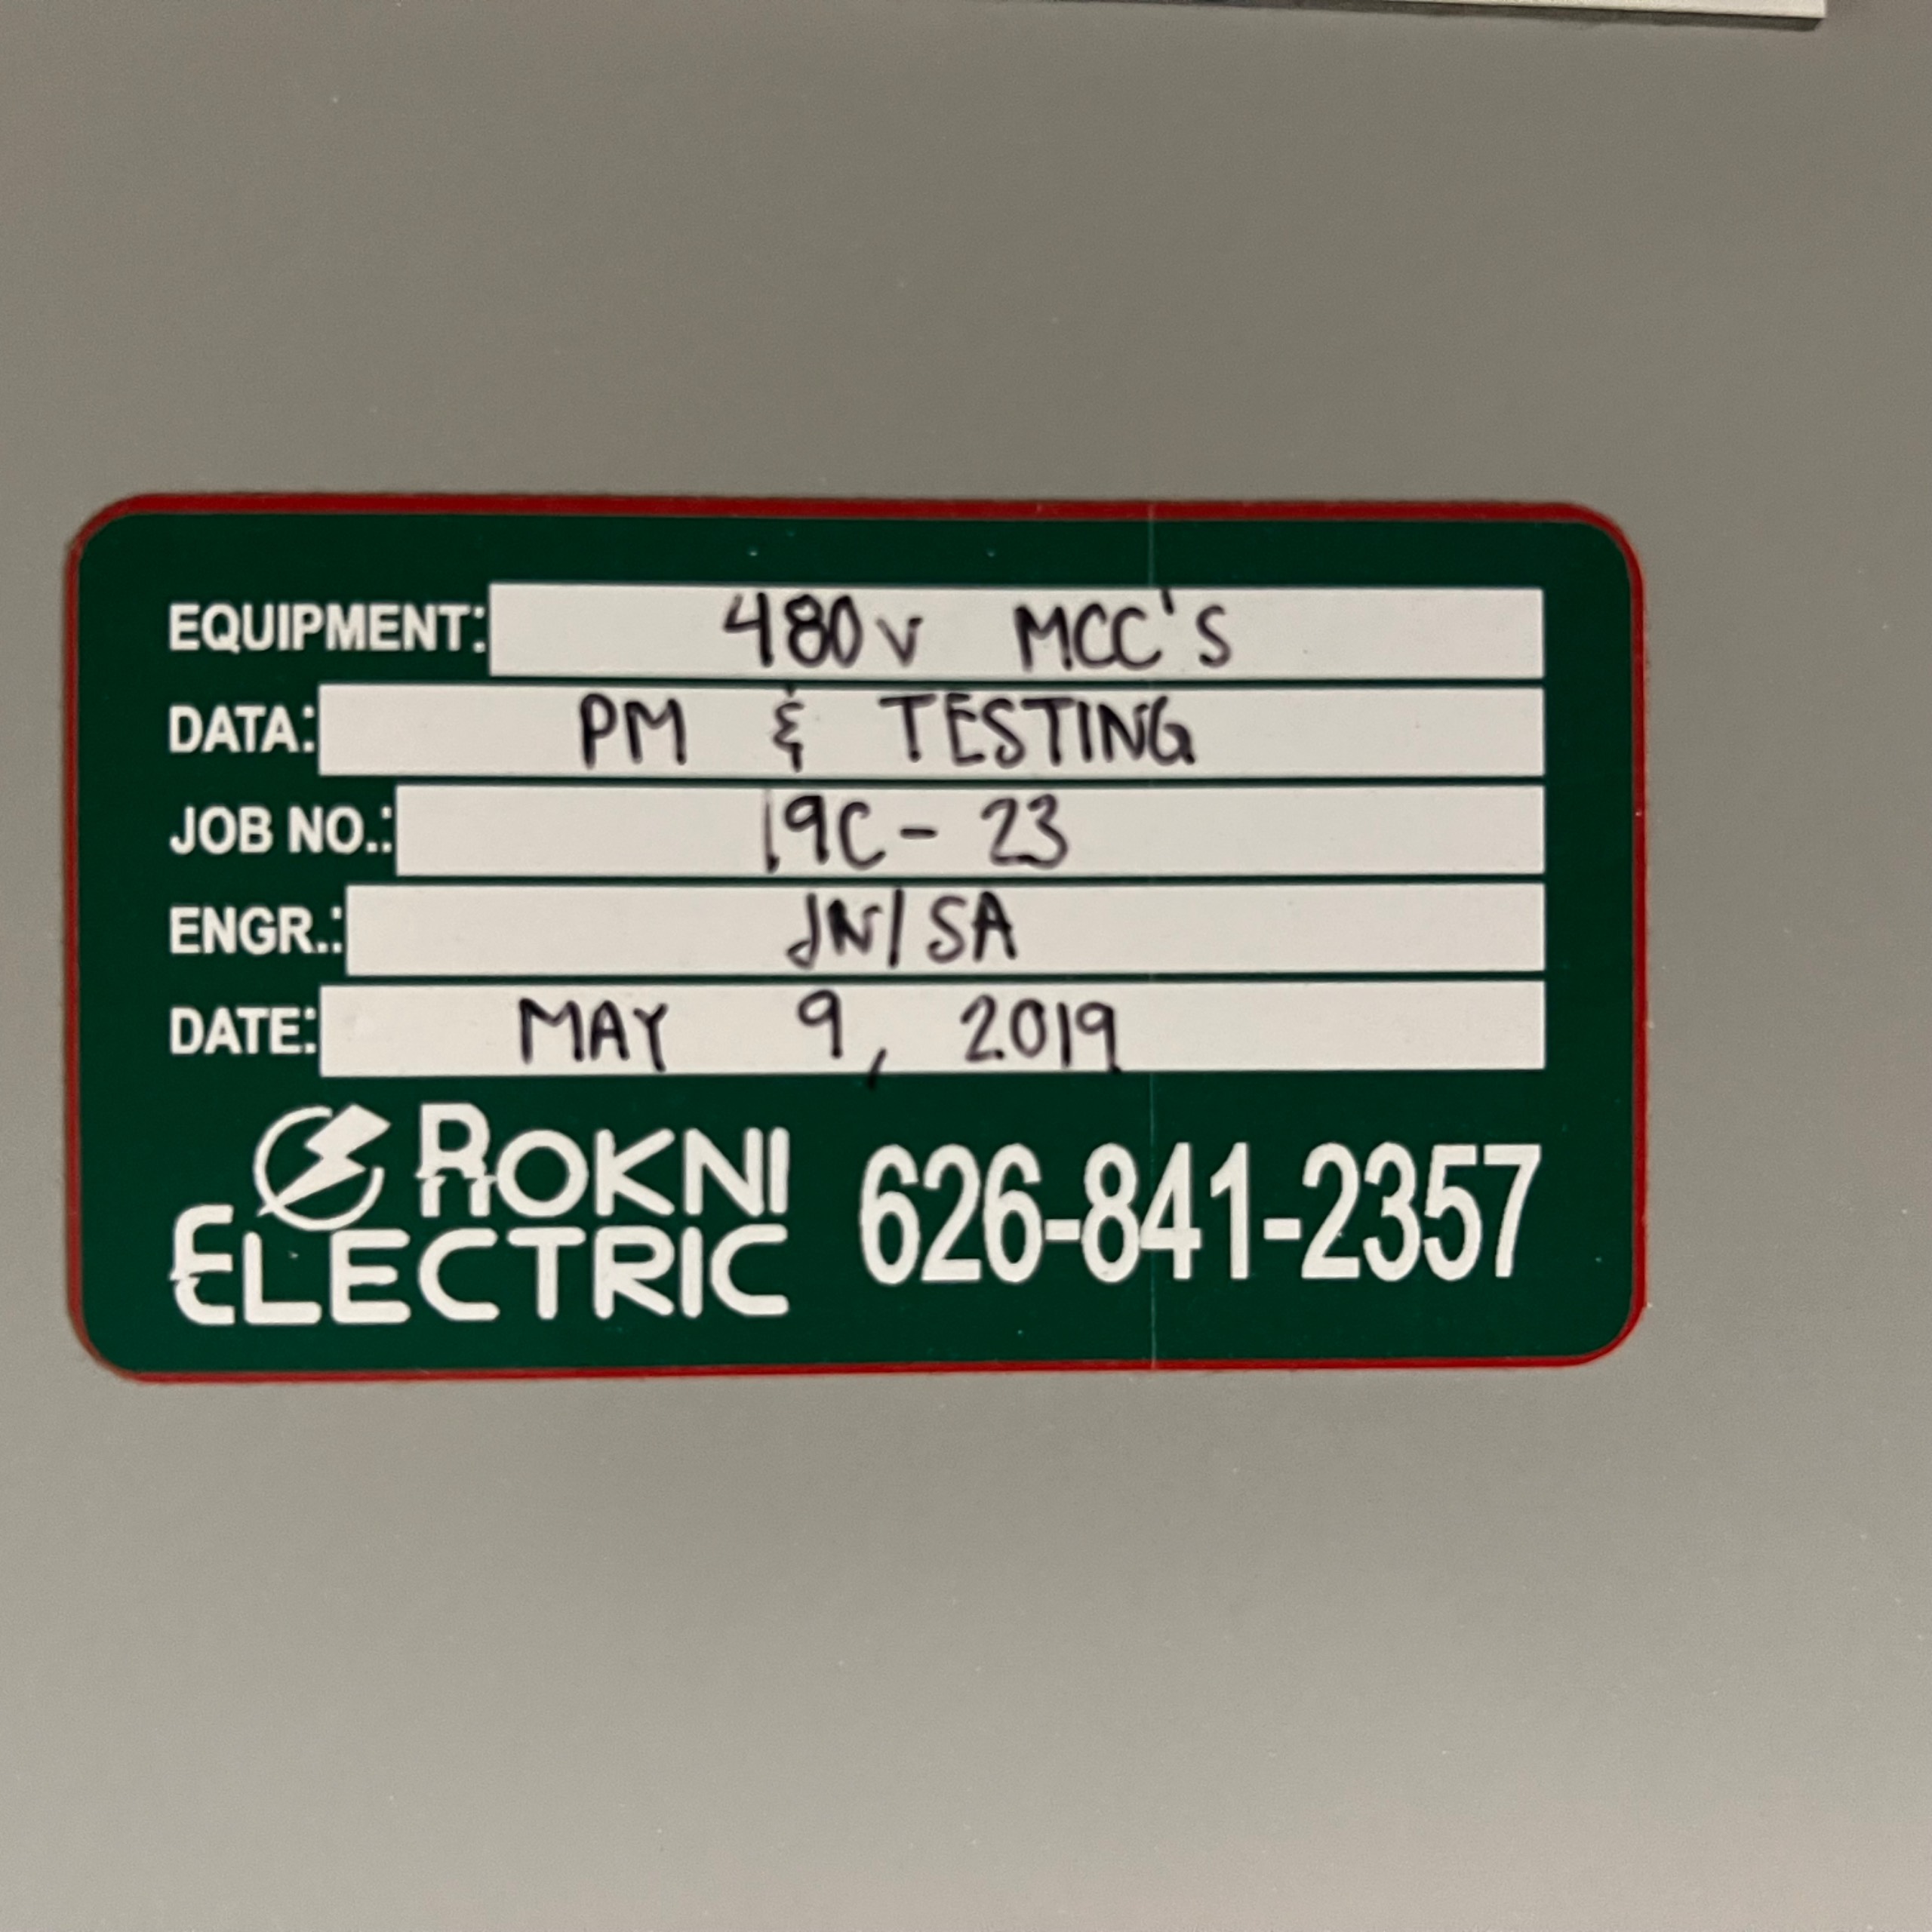 EQUIPMENT: 480V MCC'S
DATA: PM & TESTING
JOB NO.: 19C-23
ENGR.: JN/SA
DATE: MAY 9, 2019
ROKNI
ELECTRIC 626-841-2357